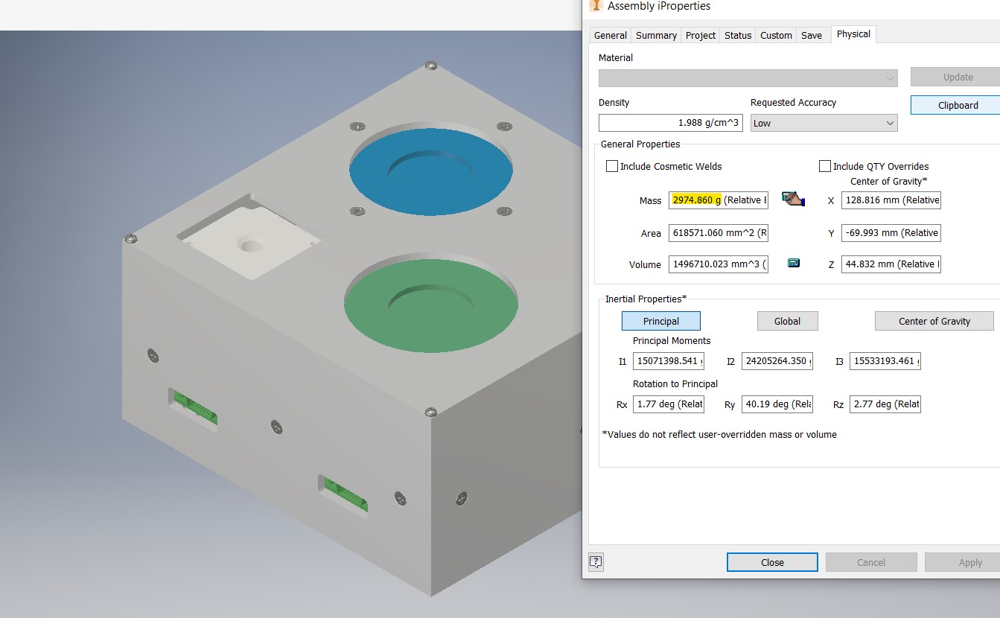 Assembly iProperties
General Summary Project Status Custom Save Physical
Material
Update
Density Requested Accuracy Clipboard
1.988 g/cm^3 Low
General Properties
Include Cosmetic Welds Include QTY Overrides
Center of Gravity*
Mass 2974.860 g (Relative E X 128.816 mm (Relative
Area 618571.060 mm^2 (R Y -69.993 mm (Relative
Volume 1496710.023 mm^3 ( Z 44.832 mm (Relative
Inertial Properties*
Principal Global Center of Gravity
Principal Moments
I1 15071398.541 I2 24205264.350 I3 15533193.461
Rotation to Principal
Rx 1.77 deg (Relat Ry 40.19 deg (Rela Rz 2.77 deg (Relat
*Values do not reflect user-overridden mass or volume
Close Cancel Apply